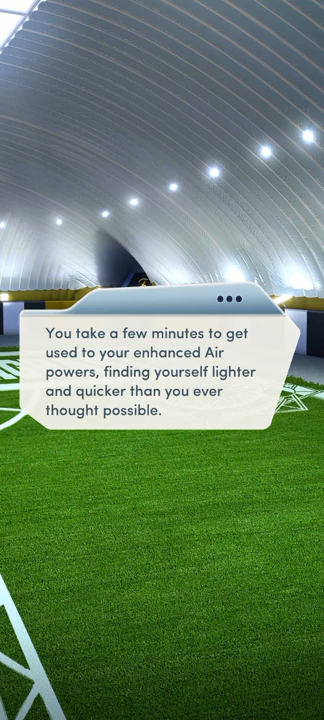 You take a few minutes to get
used to your enhanced Air
powers, finding yourself lighter
and quicker than you ever
thought possible.